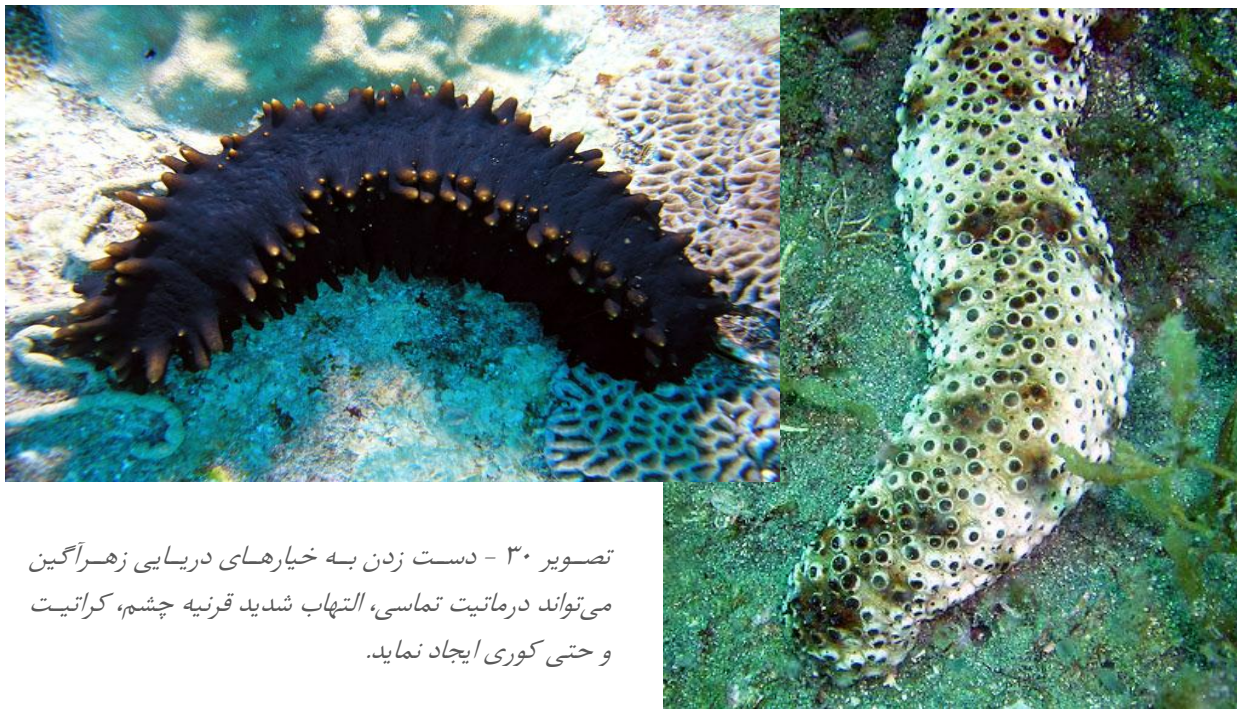 تصویر ۳۰ - دست زدن به خیارهای دریایی زهرآگین
می‌تواند درماتیت تماسی، التهاب شدید قرنیه چشم، کراتیت
و حتی کوری ایجاد نماید.